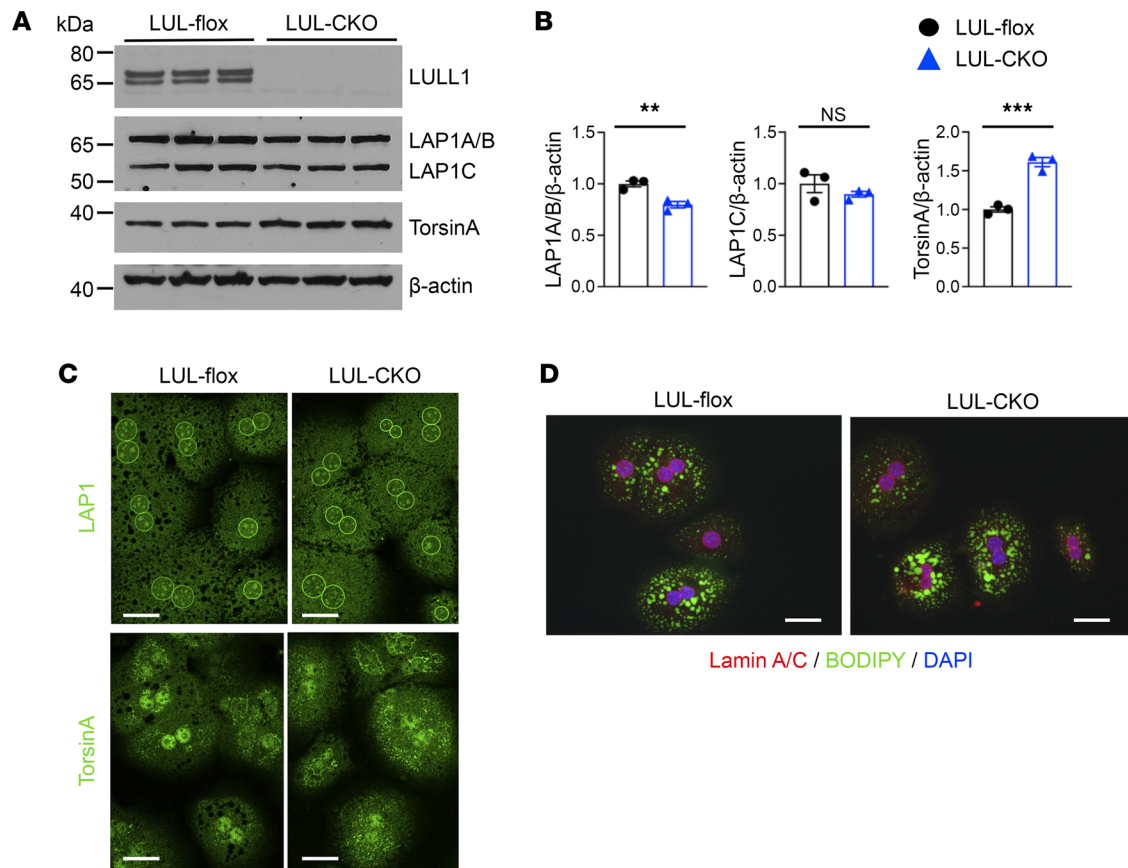 A
kDa
LUL-flox
LUL-CKO
80
65
LULL1
65
50
LAP1A/B
LAP1C
40
TorsinA
40
β-actin
B
LUL-flox
LUL-CKO
**
LAP1A/B/β-actin
1.5
1.0
0.5
0.0
NS
LAP1C/β-actin
1.5
1.0
0.5
0.0
***
TorsinA/β-actin
2.0
1.5
1.0
0.5
0.0
C
LUL-flox
LUL-CKO
LAP1
TorsinA
D
LUL-flox
LUL-CKO
Lamin A/C / BODIPY / DAPI